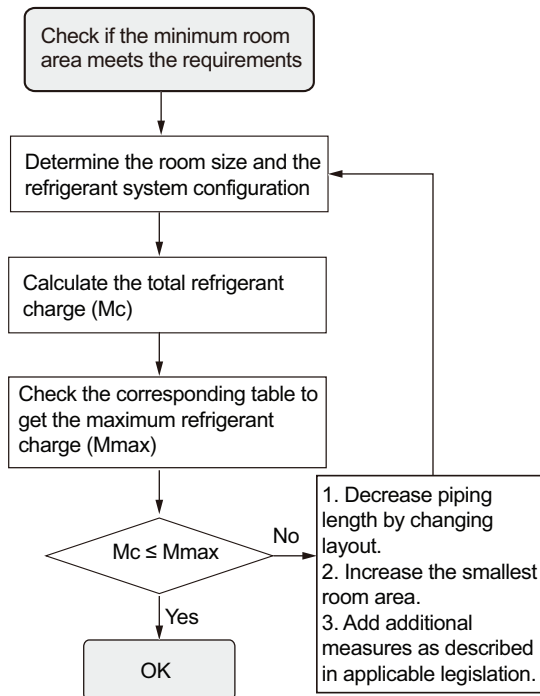 Check if the minimum room
area meets the requirements
Determine the room size and the
refrigerant system configuration
Calculate the total refrigerant
charge (Mc)
Check the corresponding table to
get the maximum refrigerant
charge (Mmax)
Mc ≤ Mmax
No
1. Decrease piping
length by changing
layout.
2. Increase the smallest
room area.
3. Add additional
measures as described
in applicable legislation.
Yes
OK